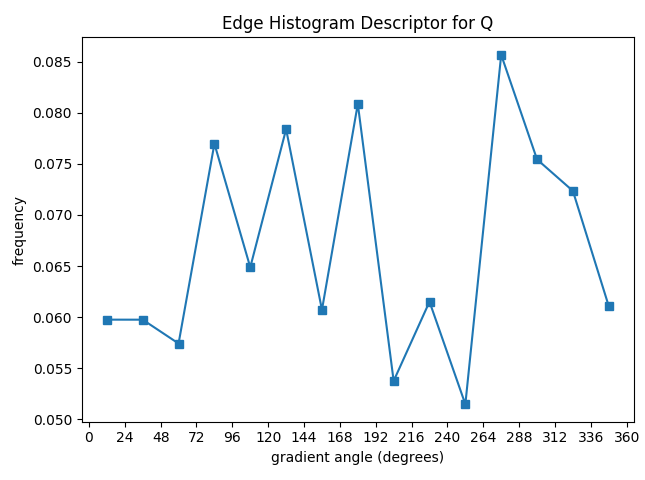 Edge Histogram Descriptor for Q
0.085
0.080
0.075
0.070
0.065
0.060
0.055
0.050
frequency
0 24 48 72 96 120 144 168 192 216 240 264 288 312 336 360
gradient angle (degrees)